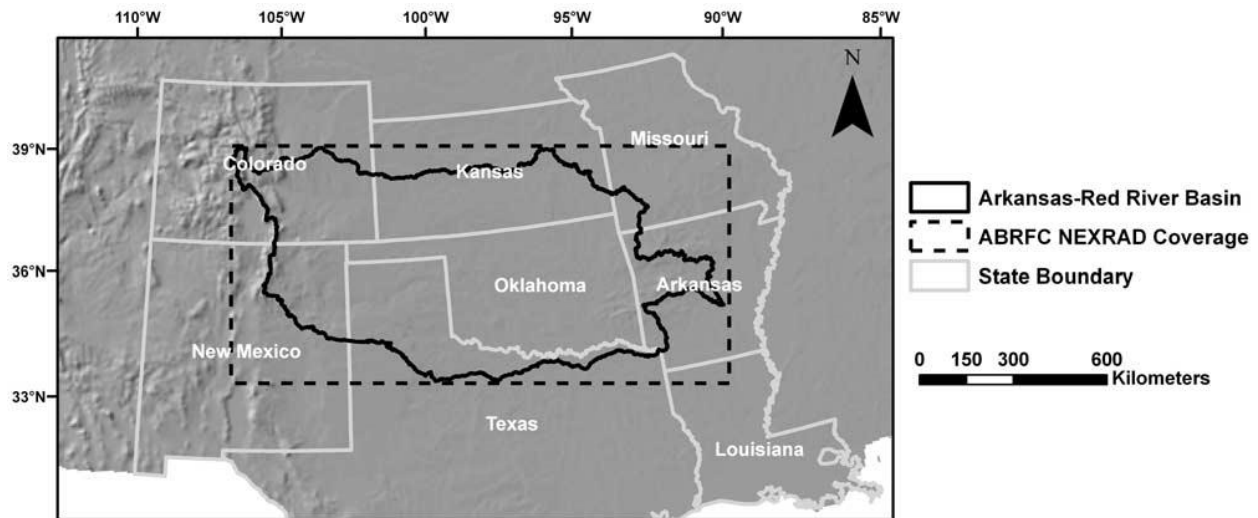 110°W 105°W 100°W 95°W 90°W 85°W
N
39°N
36°N
33°N
Missouri
Colorado
Kansas
Oklahoma
Arkansas
New Mexico
Texas
Louisiana
Arkansas-Red River Basin
ABRFC NEXRAD Coverage
State Boundary
0 150 300 600
Kilometers